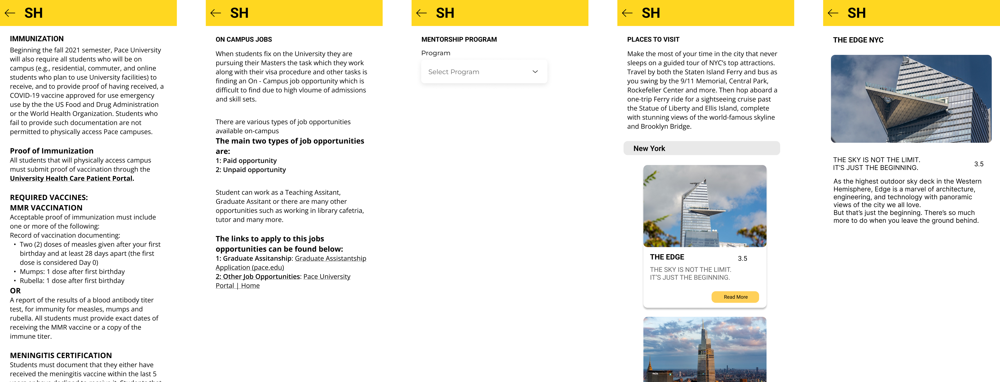 SH
IMMUNIZATION
Beginning the fall 2021 semester, Pace University
will also require all students who will be on
campus (e.g., residential, commuter, and online
students who plan to use University facilities) to
receive, and to provide proof of having received, a
COVID-19 vaccine approved for use emergency
use by the the US Food and Drug Administration
or the World Health Organization. Students who
fail to provide such documentation are not
permitted to physically access Pace campuses.
Proof of Immunization
All students that will physically access campus
must submit proof of vaccination through the
University Health Care Patient Portal.
REQUIRED VACCINES:
MMR VACCINATION
Acceptable proof of immunization must include
one or more of the following:
Record of vaccination documenting:
• Two (2) doses of measles given after your first
birthday and at least 28 days apart (the first
dose is considered Day 0)
• Mumps: 1 dose after first birthday
• Rubella: 1 dose after first birthday
OR
A report of the results of a blood antibody titer
test, for immunity for measles, mumps and
rubella. All students must provide exact dates of
receiving the MMR vaccine or a copy of the
immune titer.
MENINGITIS CERTIFICATION
Students must document that they either have
received the meningitis vaccine within the last 5
years or have declined to receive it. Students that
SH
ON CAMPUS JOBS
When students fix on the University they are
pursuing their Masters the task which they work
along with their visa procedure and other tasks is
finding an On - Campus job opportunity which is
difficult to find due to high vloume of admissions
and skill sets.
There are various types of job opportunities
available on-campus
The main two types of job opportunities
are:
1: Paid opportunity
2: Unpaid opportunity
Student can work as a Teaching Assitant,
Graduate Assitant or there are many other
opportunities such as working in library cafetria,
tutor and many more.
The links to apply to this jobs
opportunities can be found below:
1: Graduate Assitanship: Graduate Assistantship
Application (pace.edu)
2: Other Job Opportunities: Pace University
Portal | Home
SH
MENTORSHIP PROGRAM
Program
Select Program
SH
PLACES TO VISIT
Make the most of your time in the city that never
sleeps on a guided tour of NYC’s top attractions.
Travel by both the Staten Island Ferry and bus as
you swing by the 9/11 Memorial, Central Park,
Rockefeller Center and more. Then hop aboard a
one-trip Ferry ride for a sightseeing cruise past
the Statue of Liberty and Ellis Island, complete
with stunning views of the world-famous skyline
and Brooklyn Bridge.
New York
THE EDGE
3.5
THE SKY IS NOT THE LIMIT.
IT’S JUST THE BEGINNING.
Read More
MetLife
SH
THE EDGE NYC
THE SKY IS NOT THE LIMIT.
IT’S JUST THE BEGINNING.
3.5
As the highest outdoor sky deck in the Western
Hemisphere, Edge is a marvel of architecture,
engineering, and technology with panoramic
views of the city we all love.
But that’s just the beginning. There’s so much
more to do when you leave the ground behind.